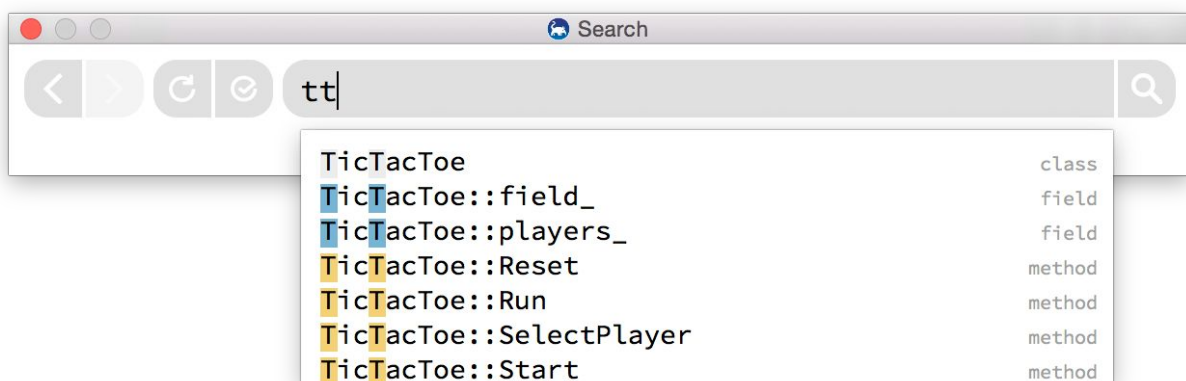 Search
tt
TicTacToe class
TicTacToe::field_ field
TicTacToe::players_ field
TicTacToe::Reset method
TicTacToe::Run method
TicTacToe::SelectPlayer method
TicTacToe::Start method